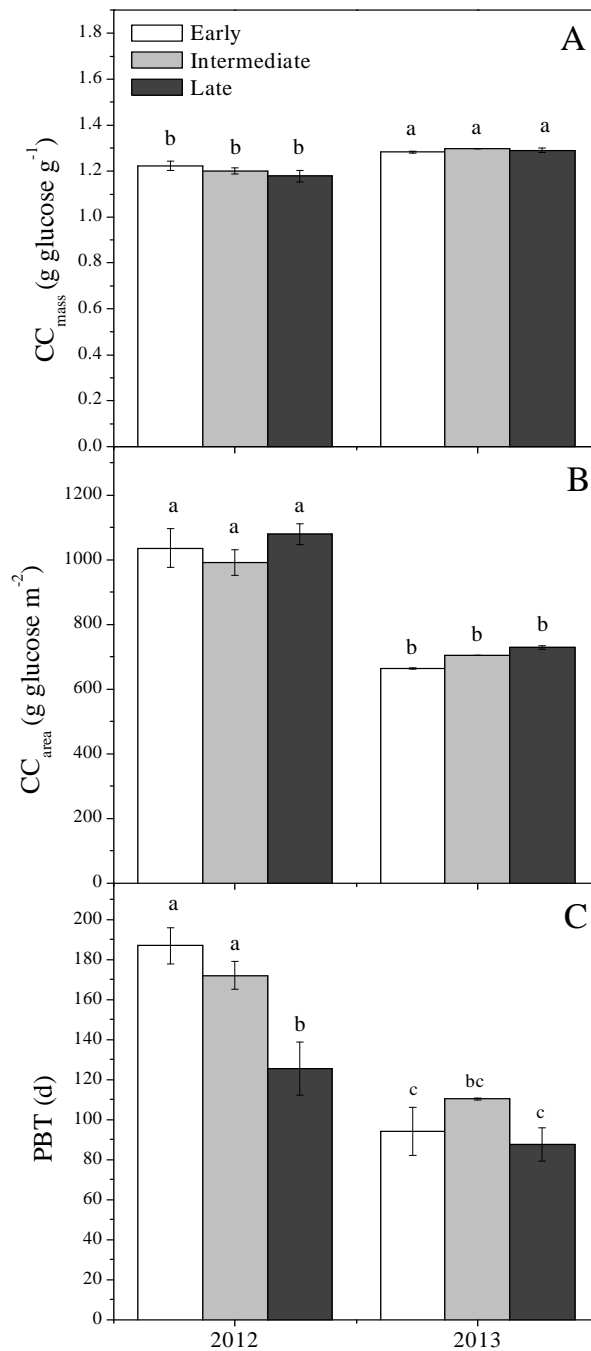 A
Early
Intermediate
Late
1.8
1.6
1.4
1.2
1.0
0.8
0.6
0.4
0.2
0.0
CC_mass (g glucose g⁻¹)
b b b a a a
B
1200
1000
800
600
400
200
0
CC_area (g glucose m⁻²)
a a a b b b
C
200
180
160
140
120
100
80
60
40
20
0
PBT (d)
a a b c bc c
2012 2013